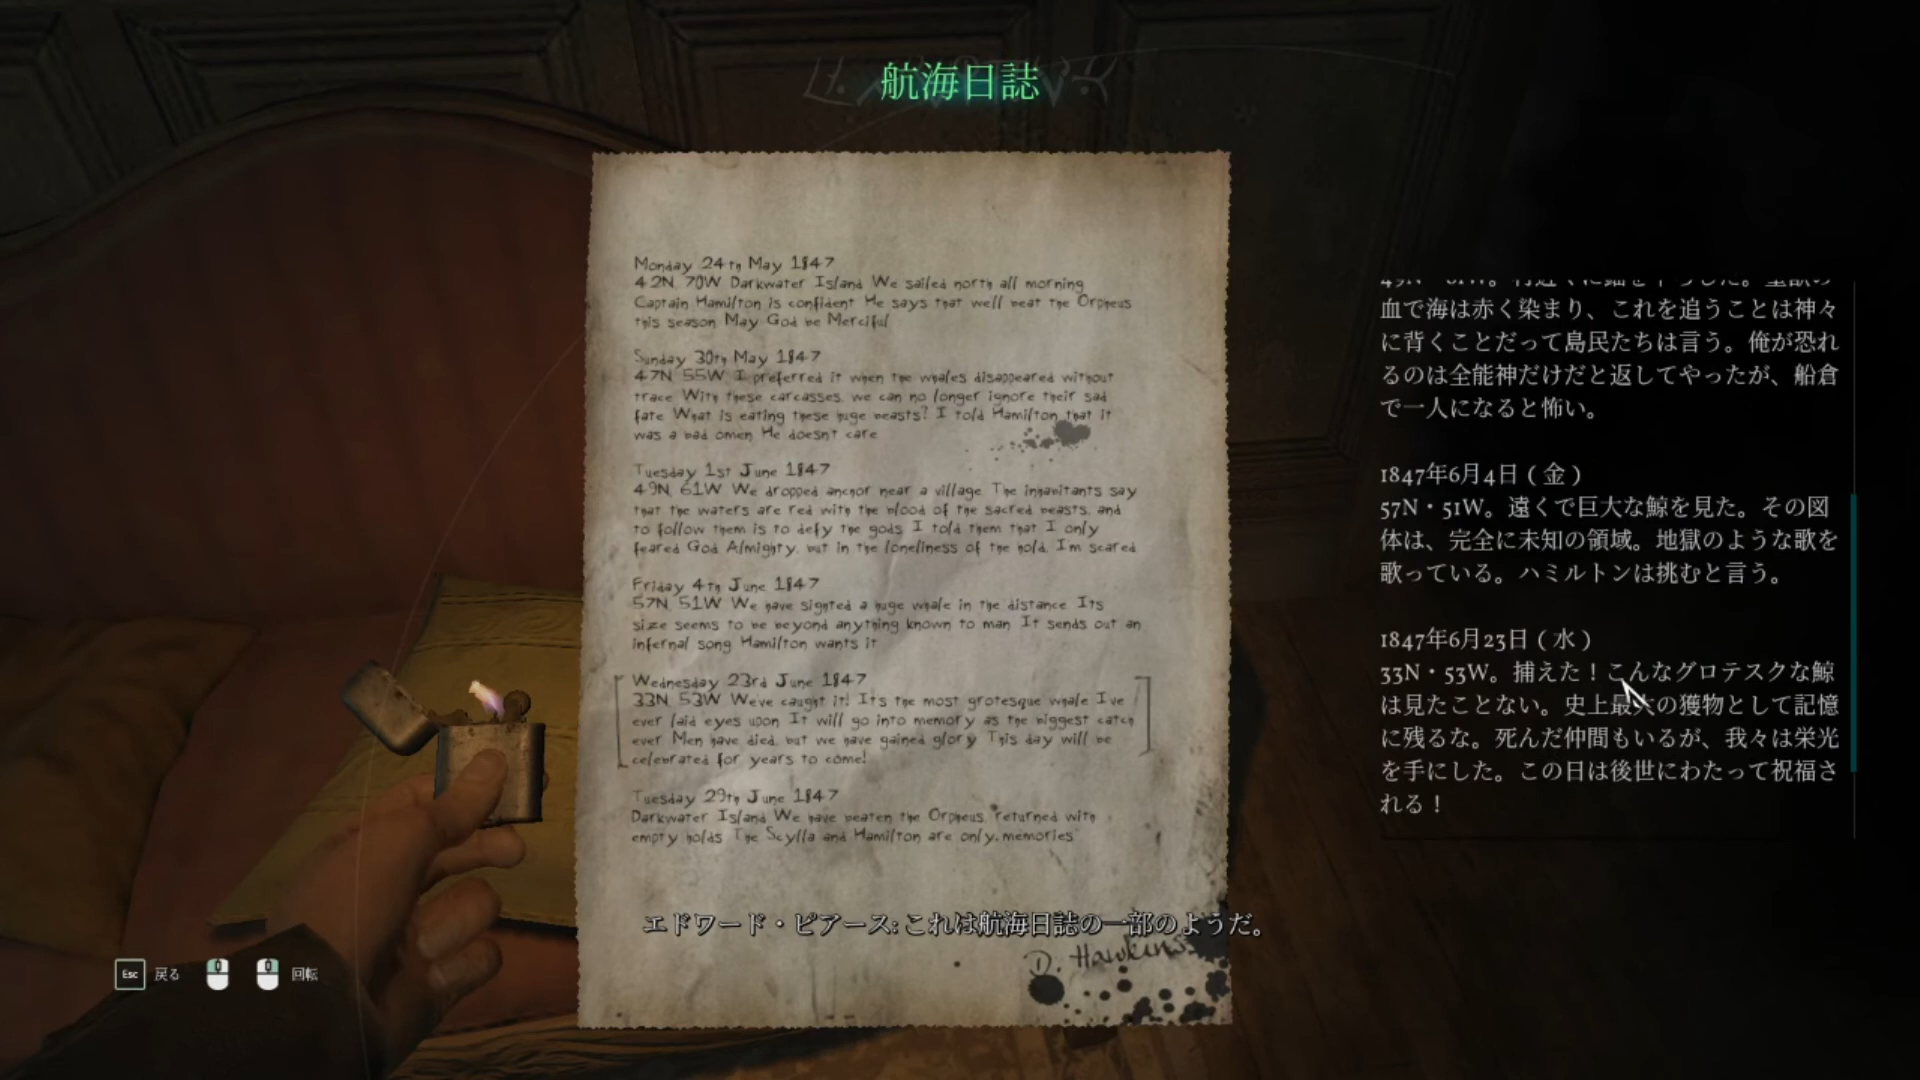 航海日誌
Monday 24th May 1847
42N 70W Darkwater Island We sailed north all morning
Captain Hamilton is confident He says that well beat the Orpheus
this season May God be Merciful
Sunday 30th May 1847
47N 55W I preferred it when the whales disappeared without
trace With these carcasses, we can no longer ignore their sad
fate What is eating these huge beasts? I told Hamilton that it
was a bad omen He doesnt care
Tuesday 1st June 1847
49N 61W We dropped anchor near a village The inhabitants say
that the waters are red with the blood of the sacred beasts, and
to follow them is to defy the gods I told them that I only
feared God Almighty, but in the loneliness of the hold, Im scared
Friday 4th June 1847
57N 51W We have sighted a huge whale in the distance Its
size seems to be beyond anything known to man It sends out an
infernal song Hamilton wants it
Wednesday 23rd June 1847
33N 53W Weve caught it! It's the most grotesque whale I've
ever laid eyes upon It will go into memory as the biggest catch
ever Men have died, but we have gained glory This day will be
celebrated for years to come!
Tuesday 29th June 1847
Darkwater Island We have beaten the Orpheus, returned with
empty holds The Scylla and Hamilton are only memories
D. Hawkins
エドワード・ピアース: これは航海日誌の一部のようだ。
血で海は赤く染まり、これを追うことは神々
に背くことだって島民たちは言う。俺が恐れ
るのは全能神だけだと返してやったが、船倉
で一人になると怖い。
1847年6月4日 ( 金 )
57N・51W。遠くで巨大な鯨を見た。その図
体は、完全に未知の領域。地獄のような歌を
歌っている。ハミルトンは挑むと言う。
1847年6月23日 ( 水 )
33N・53W。捕えた！こんなグロテスクな鯨
は見たことない。史上最大の獲物として記憶
に残るな。死んだ仲間もいるが、我々は栄光
を手にした。この日は後世にわたって祝福さ
れる！
Esc 戻る 回転